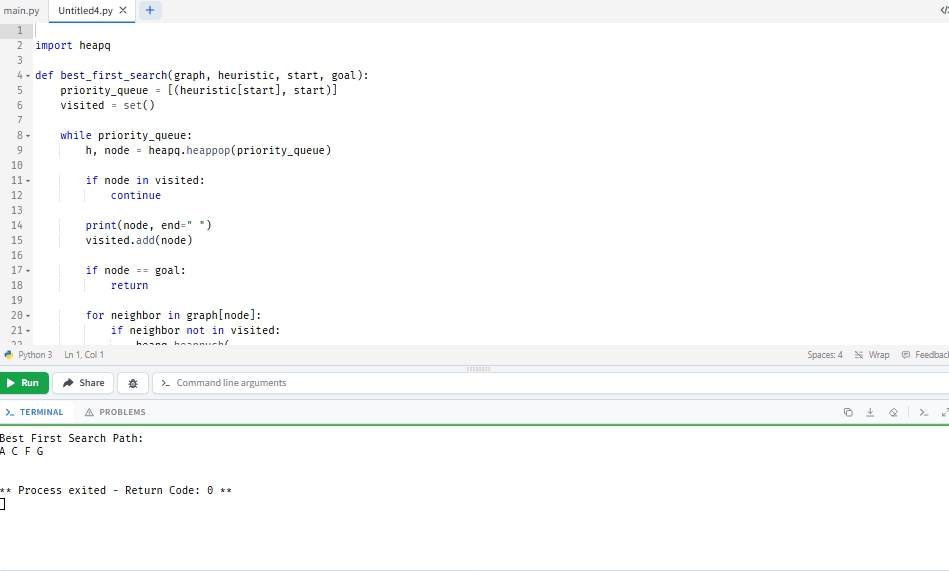 main.py Untitled4.py
1
2 import heapq
3
4 def best_first_search(graph, heuristic, start, goal):
5 priority_queue = [(heuristic[start], start)]
6 visited = set()
7
8 while priority_queue:
9 h, node = heapq.heappop(priority_queue)
10
11 if node in visited:
12 continue
13
14 print(node, end=" ")
15 visited.add(node)
16
17 if node == goal:
18 return
19
20 for neighbor in graph[node]:
21 if neighbor not in visited:
22 heapq.heappush(
Python 3 Ln 1, Col 1 Spaces: 4 Wrap Feedbac
Run Share Command line arguments
TERMINAL PROBLEMS
Best First Search Path:
A C F G
** Process exited - Return Code: 0 **